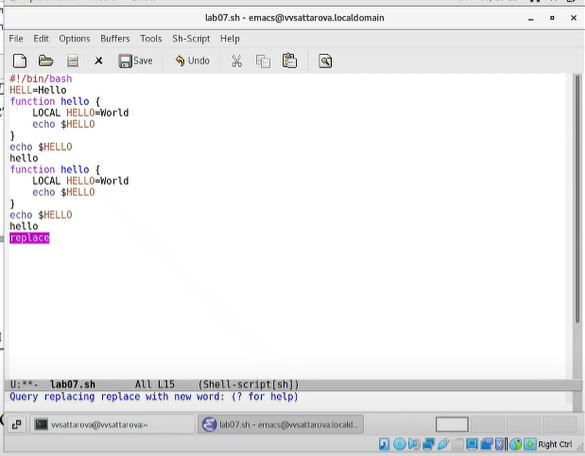 lab07.sh - emacs@vvsattarova.localdomain
File Edit Options Buffers Tools Sh-Script Help
Save Undo
#!/bin/bash
HELL=Hello
function hello {
    LOCAL HELLO=World
    echo $HELLO
}
echo $HELLO
hello
function hello {
    LOCAL HELLO=World
    echo $HELLO
}
echo $HELLO
hello
replace
U:**-  lab07.sh       All L15    (Shell-script[sh])
Query replacing replace with new word: (? for help)
vvsattarova@vvsattarova:~ lab07.sh - emacs@vvsattarova.locald...
Right Ctrl